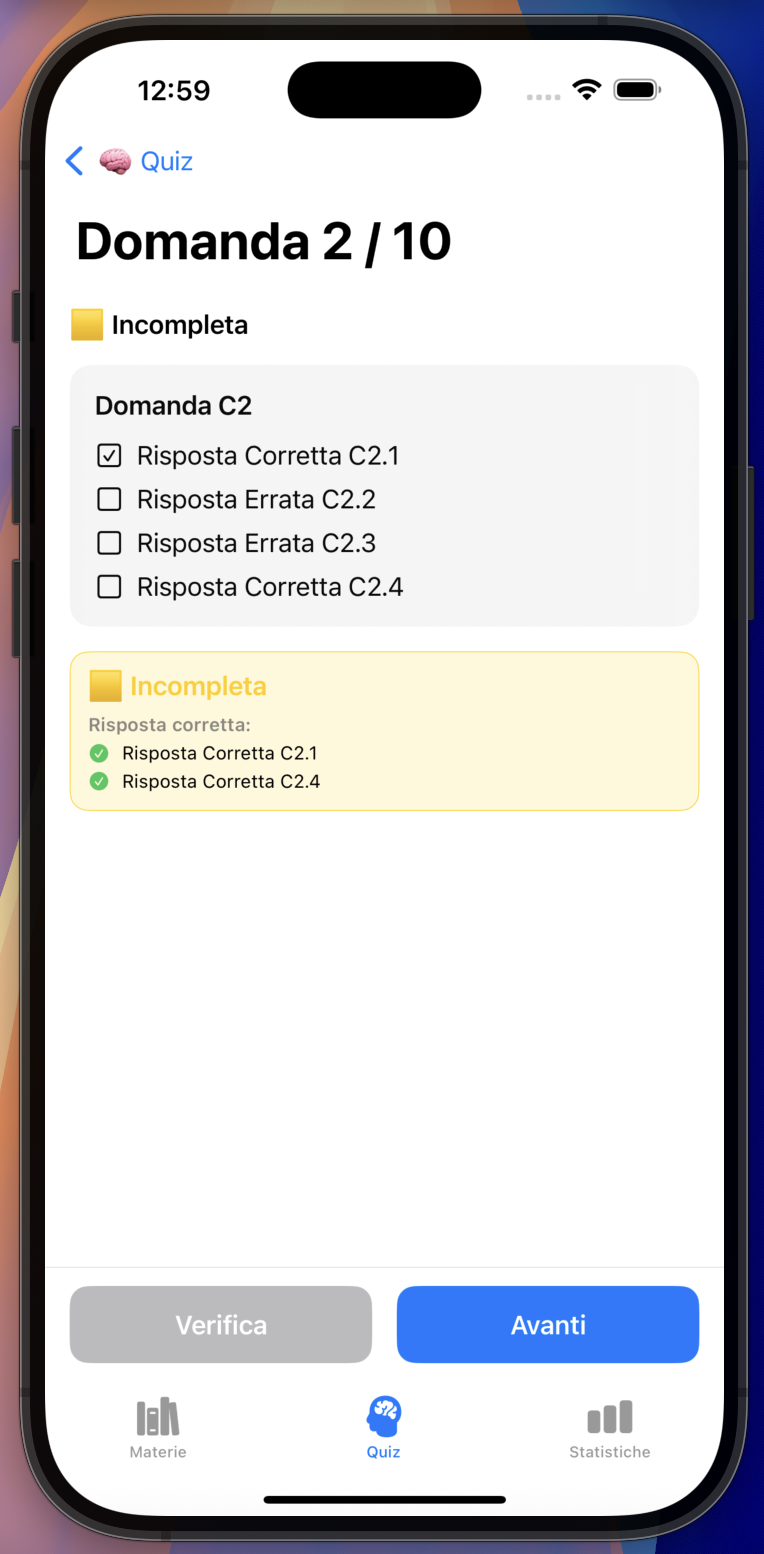 12:59
Quiz
Domanda 2 / 10
Incompleta
Domanda C2
Risposta Corretta C2.1
Risposta Errata C2.2
Risposta Errata C2.3
Risposta Corretta C2.4
Incompleta
Risposta corretta:
Risposta Corretta C2.1
Risposta Corretta C2.4
Verifica
Avanti
Materie
Quiz
Statistiche